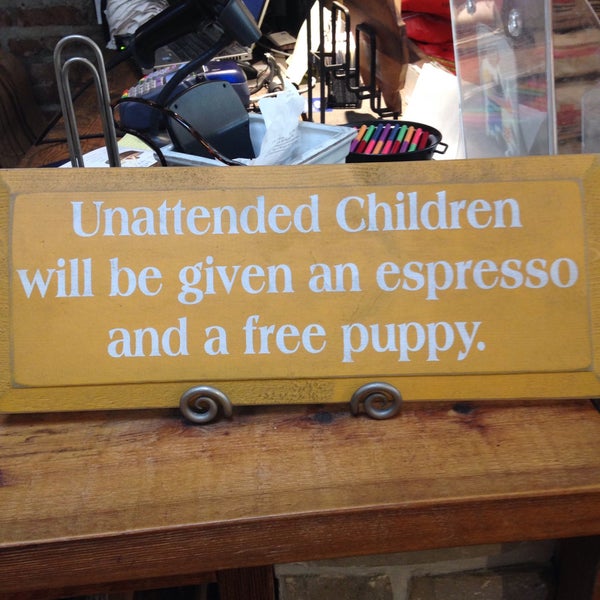 Unattended Children
will be given an espresso
and a free puppy.